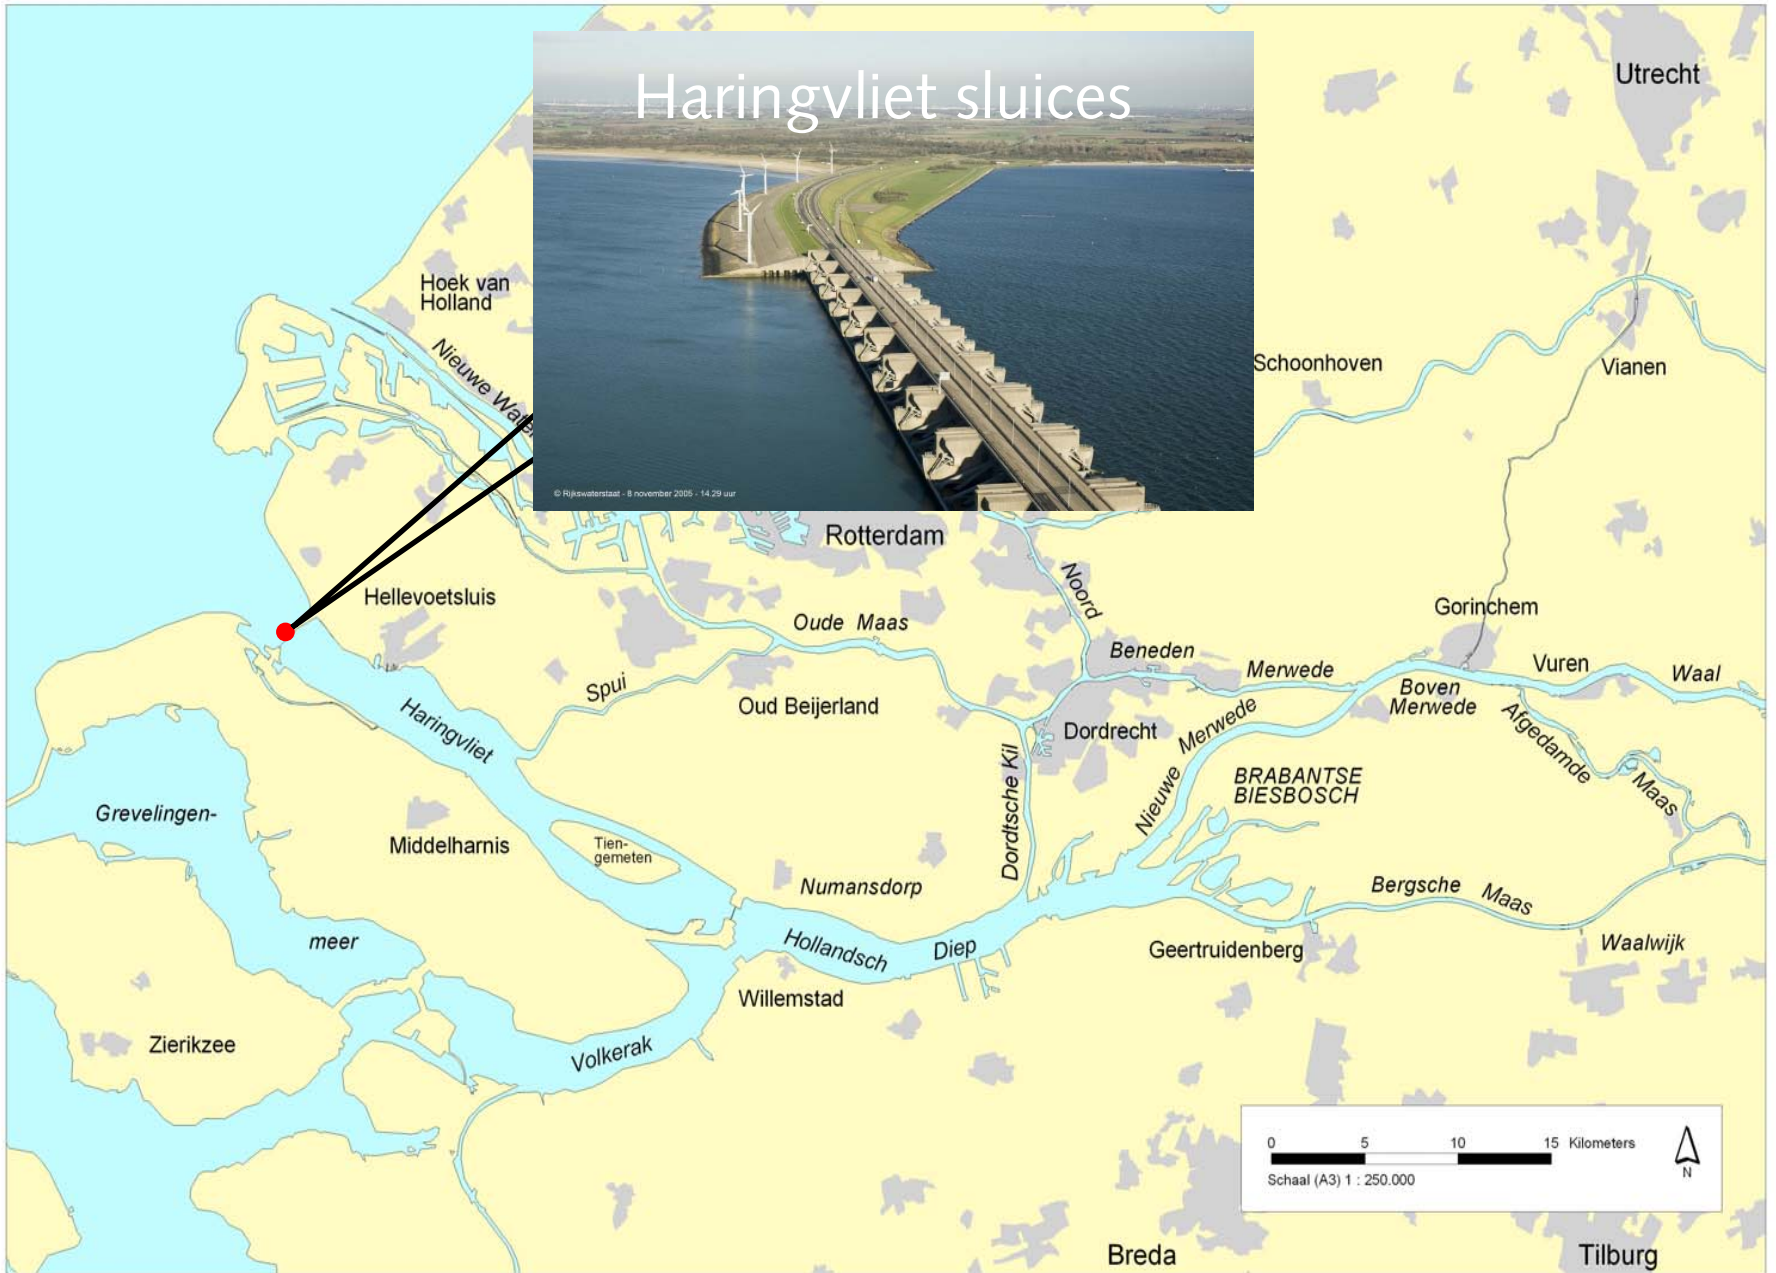 Utrecht
Haringvliet sluices
Hoek van
Holland
Nieuwe
Schoonhoven
Vianen
© Rijkswaterstaat - 8 november 2005 - 14.29 uur
Rotterdam
Noord
Hellevoetsluis
Gorinchem
Oude Maas
Beneden
Merwede
Vuren
Waal
Boven
Merwede
Spui
Oud Beijerland
Haringvliet
Dordrecht
Nieuwe Merwede
Afgedamde Maas
Dordtsche Kil
BRABANTSE
BIESBOSCH
Grevelingen-
meer
Middelharnis
Tien-
gemeten
Numansdorp
Bergsche Maas
Hollandsch Diep
Geertruidenberg
Waalwijk
Willemstad
Zierikzee
Volkerak
0 5 10 15 Kilometers
Schaal (A3) 1 : 250.000
N
Breda
Tilburg